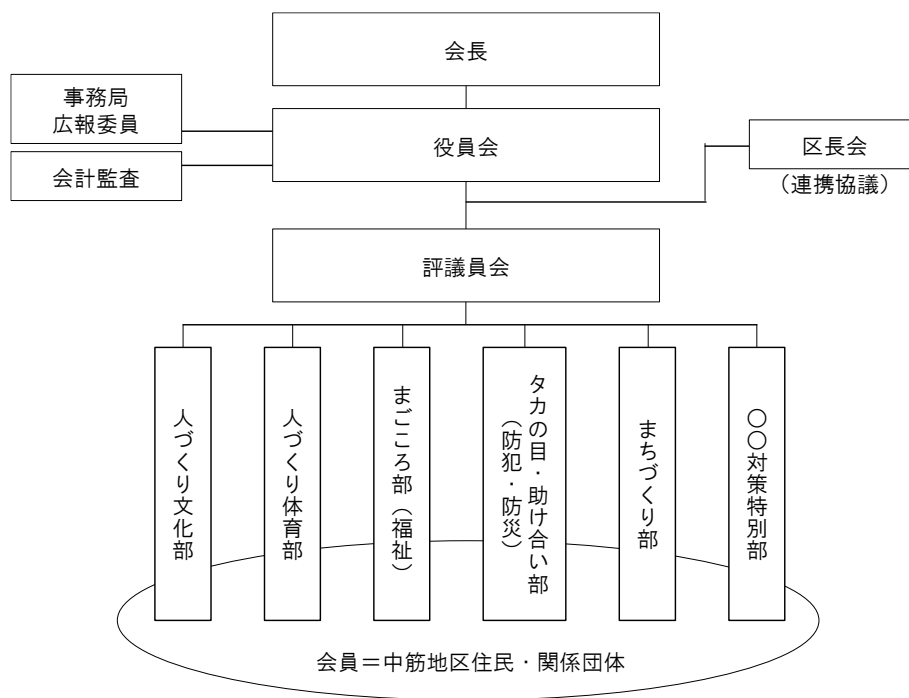 会長
事務局
広報委員
役員会
区長会
会計監査
（連携協議）
評議員会
人づくり文化部
人づくり体育部
まごころ部（福祉）
タカの目・助け合い部
（防犯・防災）
まちづくり部
〇〇対策特別部
会員＝中筋地区住民・関係団体